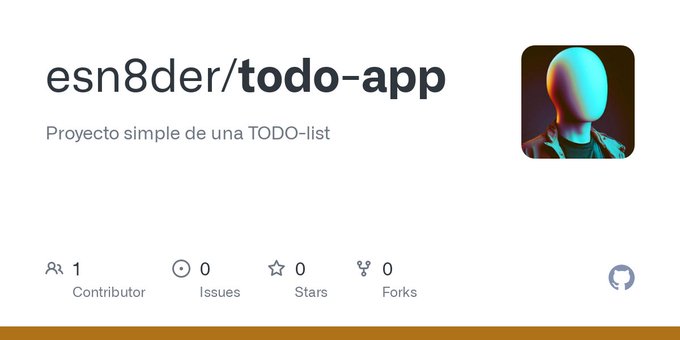 esn8der/todo-app
Proyecto simple de una TODO-list
1 0 0 0
Contributor Issues Stars Forks